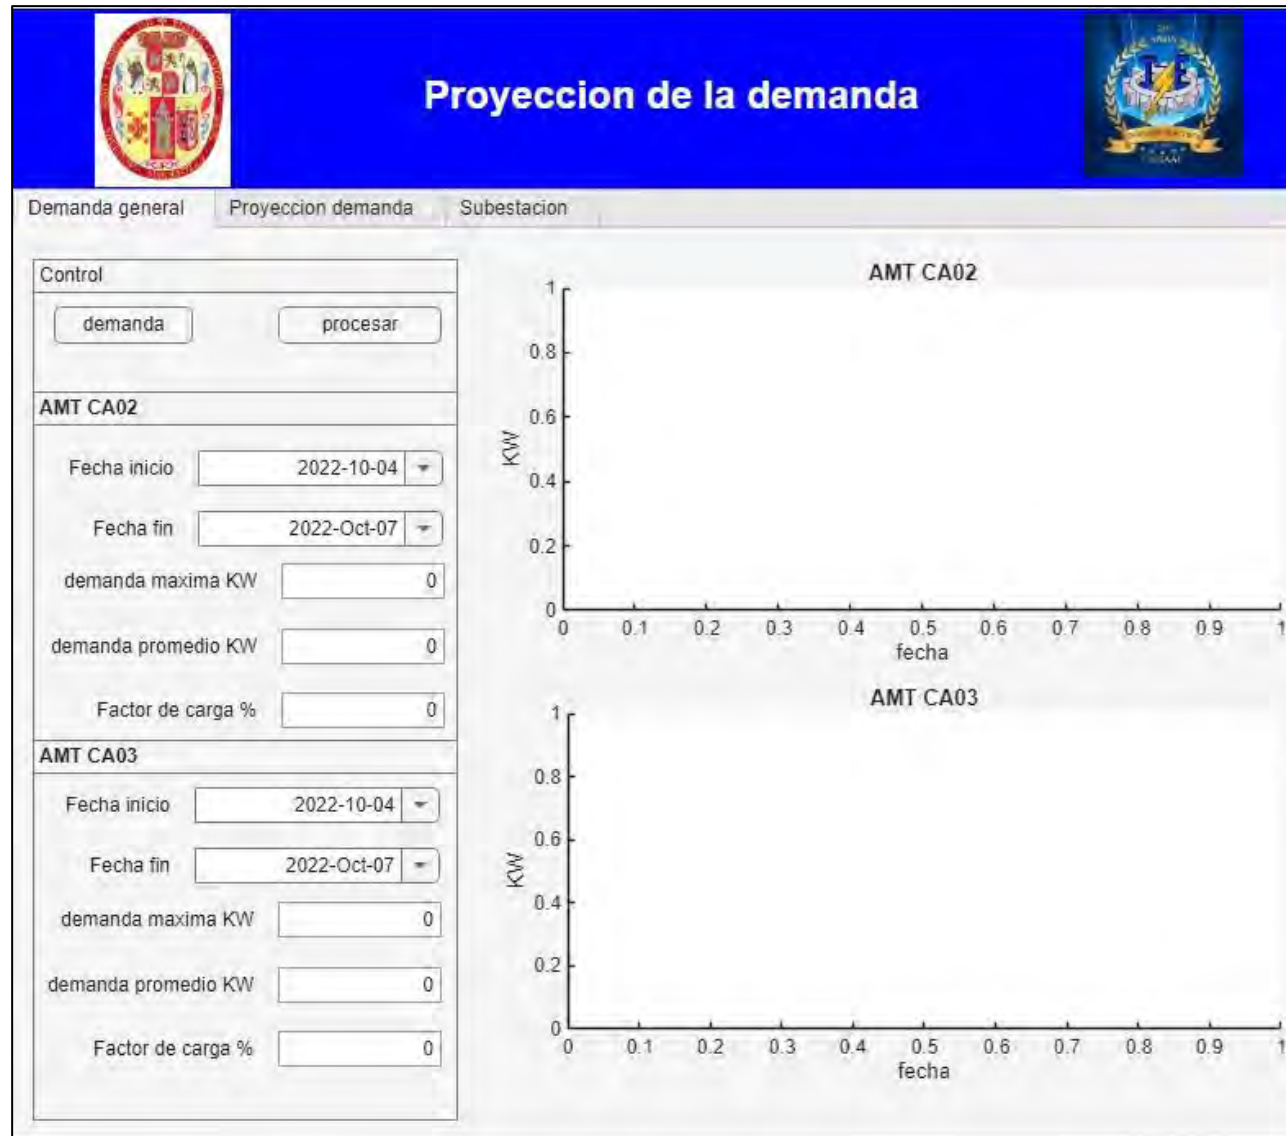 Proyeccion de la demanda
Demanda general
Proyeccion demanda
Subestacion
Control
demanda
procesar
AMT CA02
Fecha inicio
2022-10-04
Fecha fin
2022-Oct-07
demanda maxima KW
0
demanda promedio KW
0
Factor de carga %
0
AMT CA03
Fecha inicio
2022-10-04
Fecha fin
2022-Oct-07
demanda maxima KW
0
demanda promedio KW
0
Factor de carga %
0
AMT CA02
1
0.8
0.6
0.4
0.2
0
KW
0 0.1 0.2 0.3 0.4 0.5 0.6 0.7 0.8 0.9 1
fecha
AMT CA03
1
0.8
0.6
0.4
0.2
0
KW
0 0.1 0.2 0.3 0.4 0.5 0.6 0.7 0.8 0.9 1
fecha